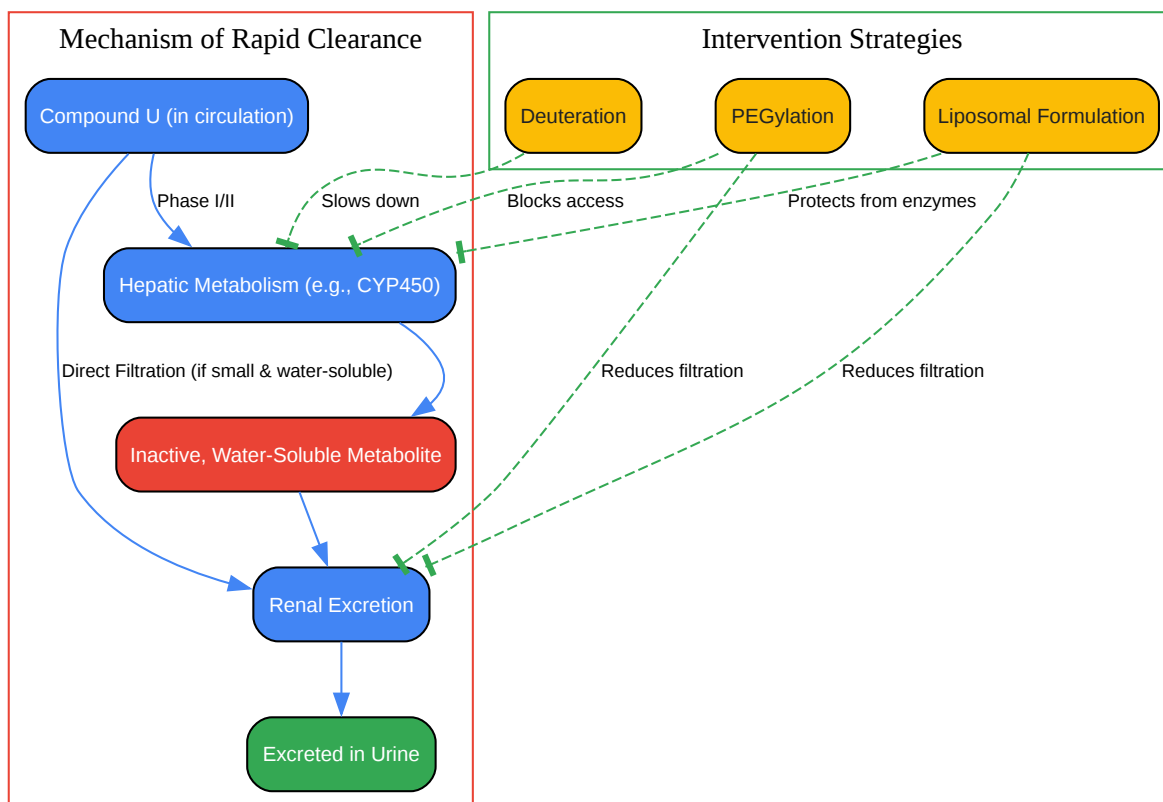 Mechanism of Rapid Clearance
Intervention Strategies
Compound U (in circulation)
Deuteration
PEGylation
Liposomal Formulation
Phase I/II
Slows down
Blocks access
Protects from enzymes
Hepatic Metabolism (e.g., CYP450)
Direct Filtration (if small & water-soluble)
Reduces filtration
Reduces filtration
Inactive, Water-Soluble Metabolite
Renal Excretion
Excreted in Urine